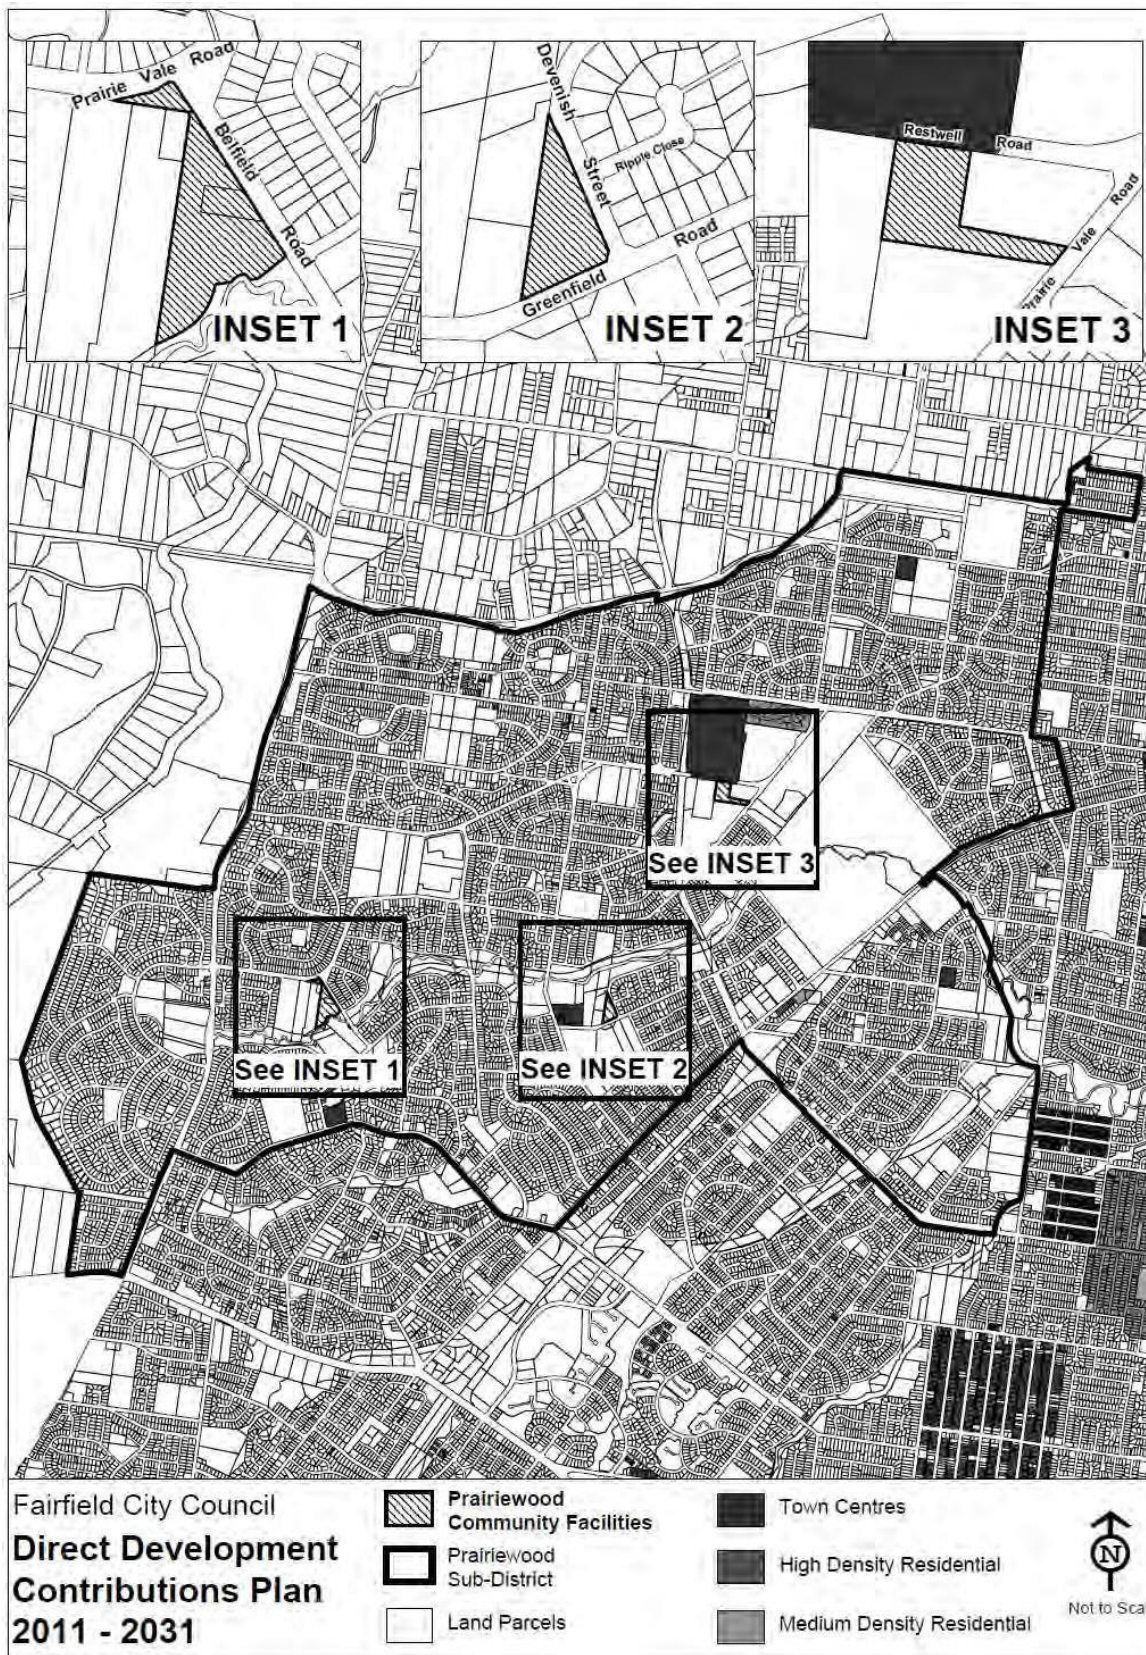 Prairie Vale Road
Belfield Road
INSET 1
Devenish Street
Ripple Close
Greenfield Road
INSET 2
Restwell Road
Prairie Vale Road
INSET 3
See INSET 3
See INSET 1
See INSET 2
Fairfield City Council
Direct Development
Contributions Plan
2011 - 2031
Prairiewood
Community Facilities
Prairiewood
Sub-District
Land Parcels
Town Centres
High Density Residential
Medium Density Residential
N
Not to Scal